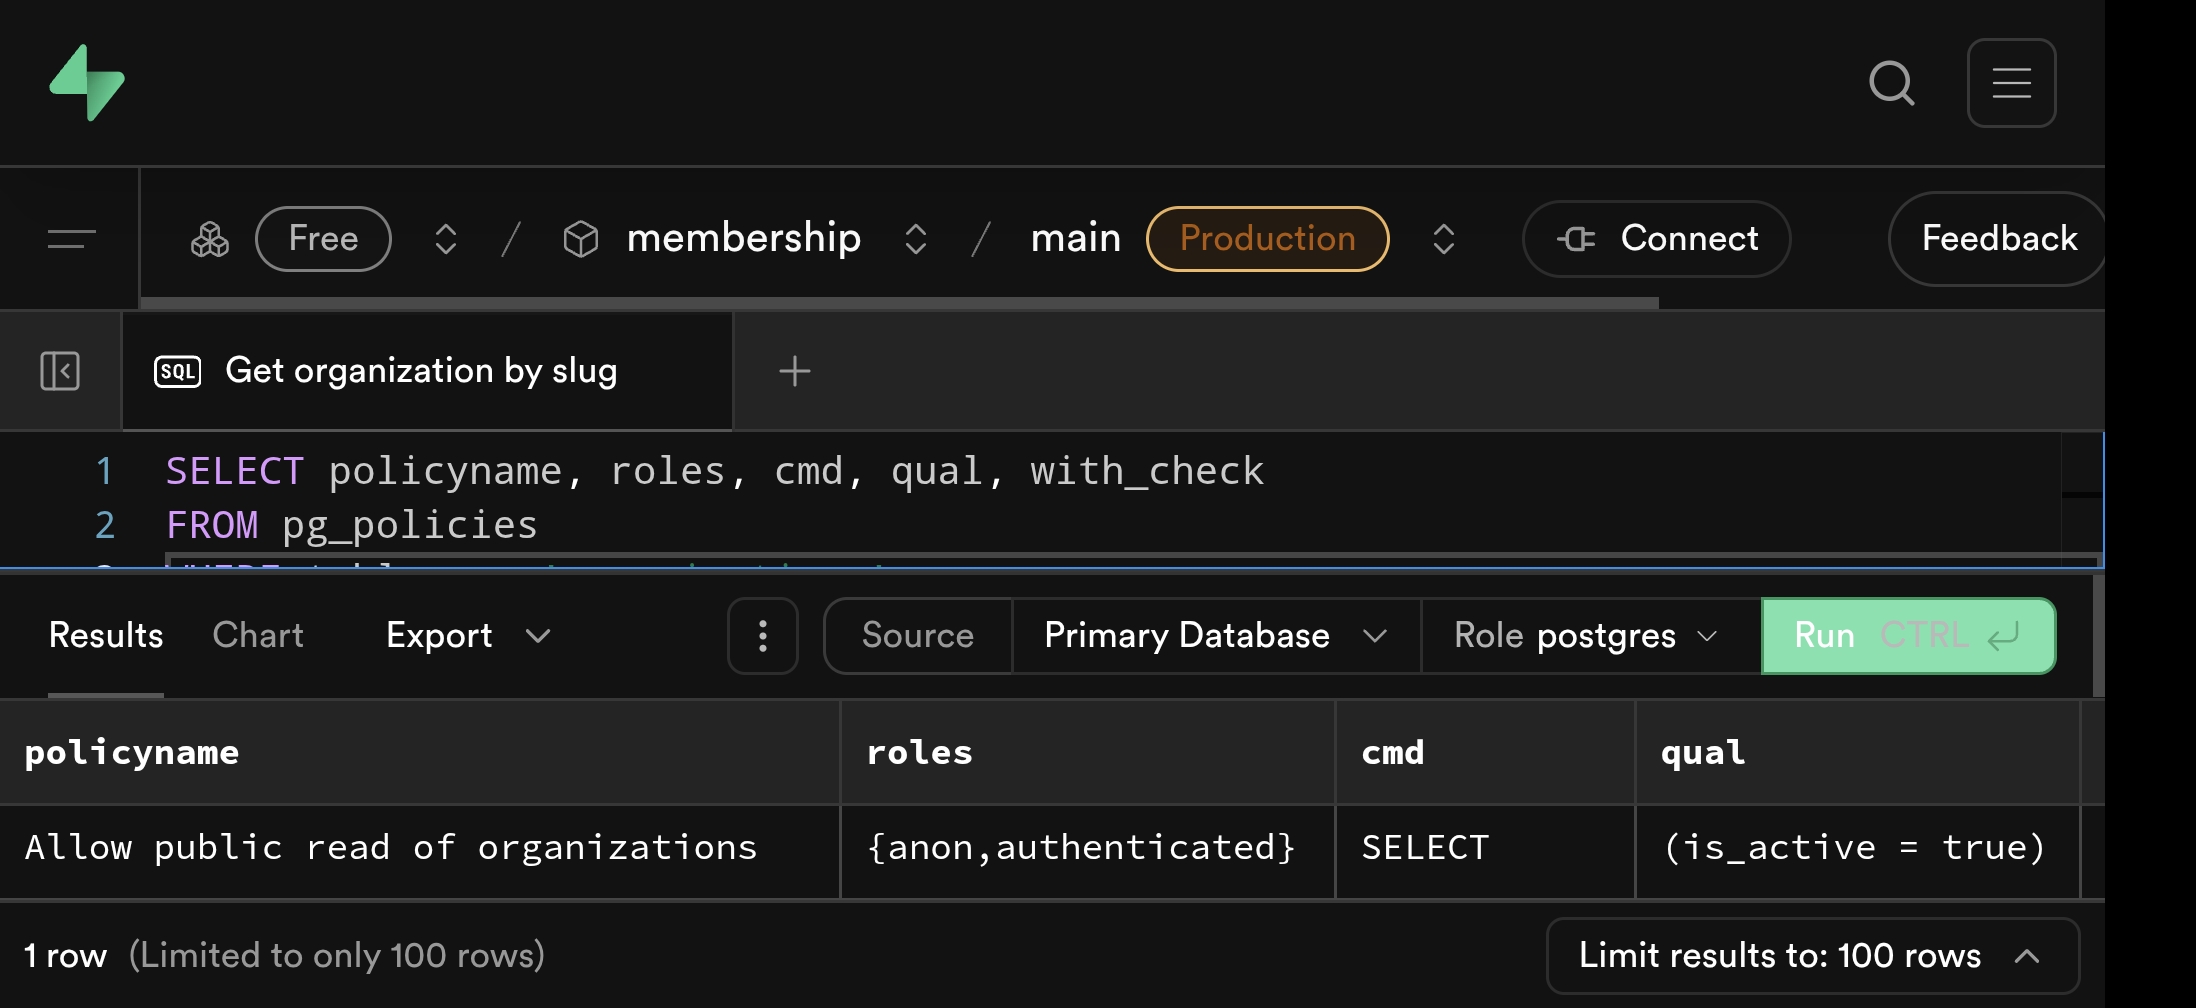 Free / membership / main Production Connect Feedback
SQL Get organization by slug
1 SELECT policyname, roles, cmd, qual, with_check
2 FROM pg_policies
Results Chart Export Source Primary Database Role postgres Run CTRL
policyname roles cmd qual
Allow public read of organizations {anon,authenticated} SELECT (is_active = true)
1 row (Limited to only 100 rows) Limit results to: 100 rows